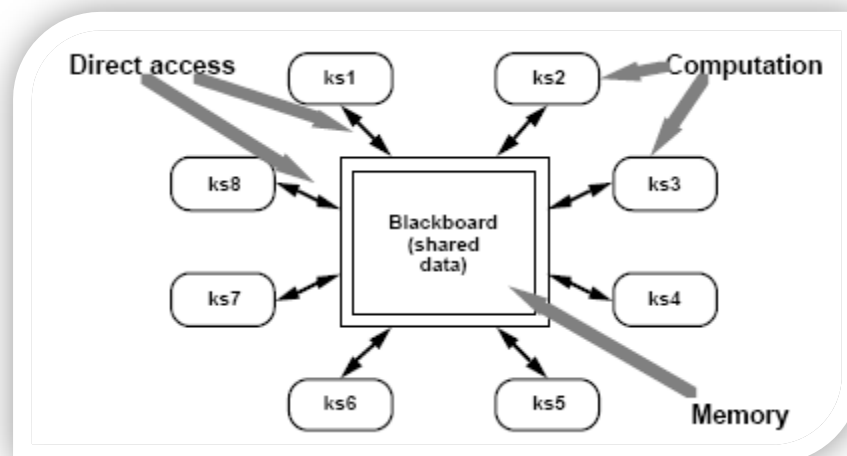 Direct access
ks1
ks2
Computation
ks8
ks3
Blackboard
(shared
data)
ks7
ks4
ks6
ks5
Memory